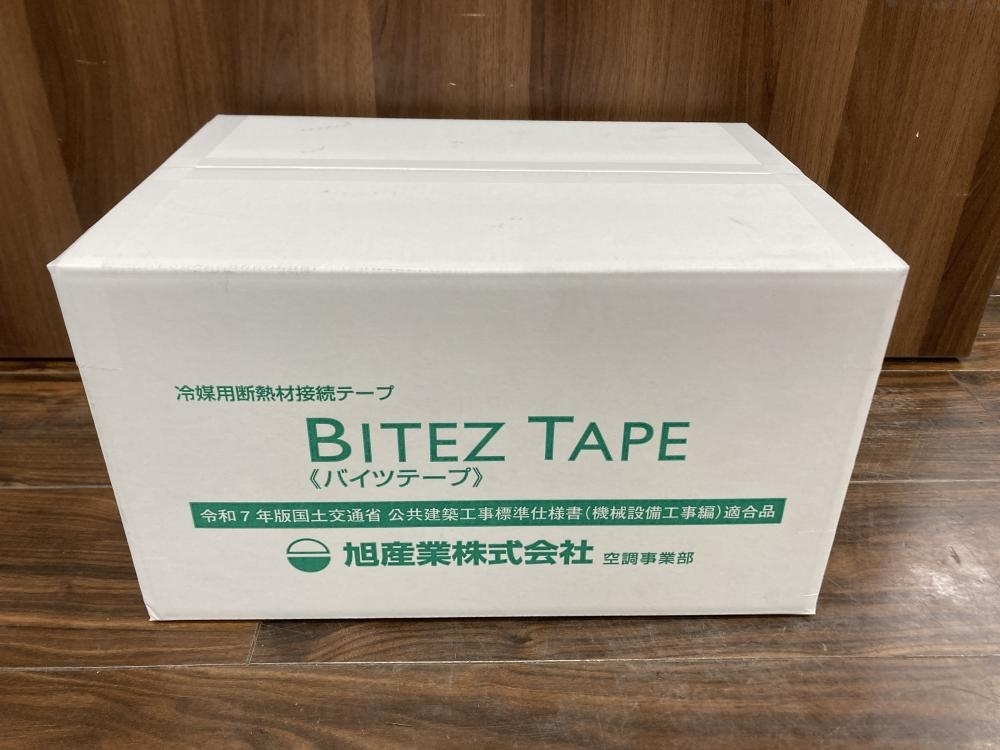 冷媒用断熱材接続テープ
BITEZ TAPE
《バイツテープ》
令和7年版国土交通省 公共建築工事標準仕様書(機械設備工事編)適合品
旭産業株式会社 空調事業部